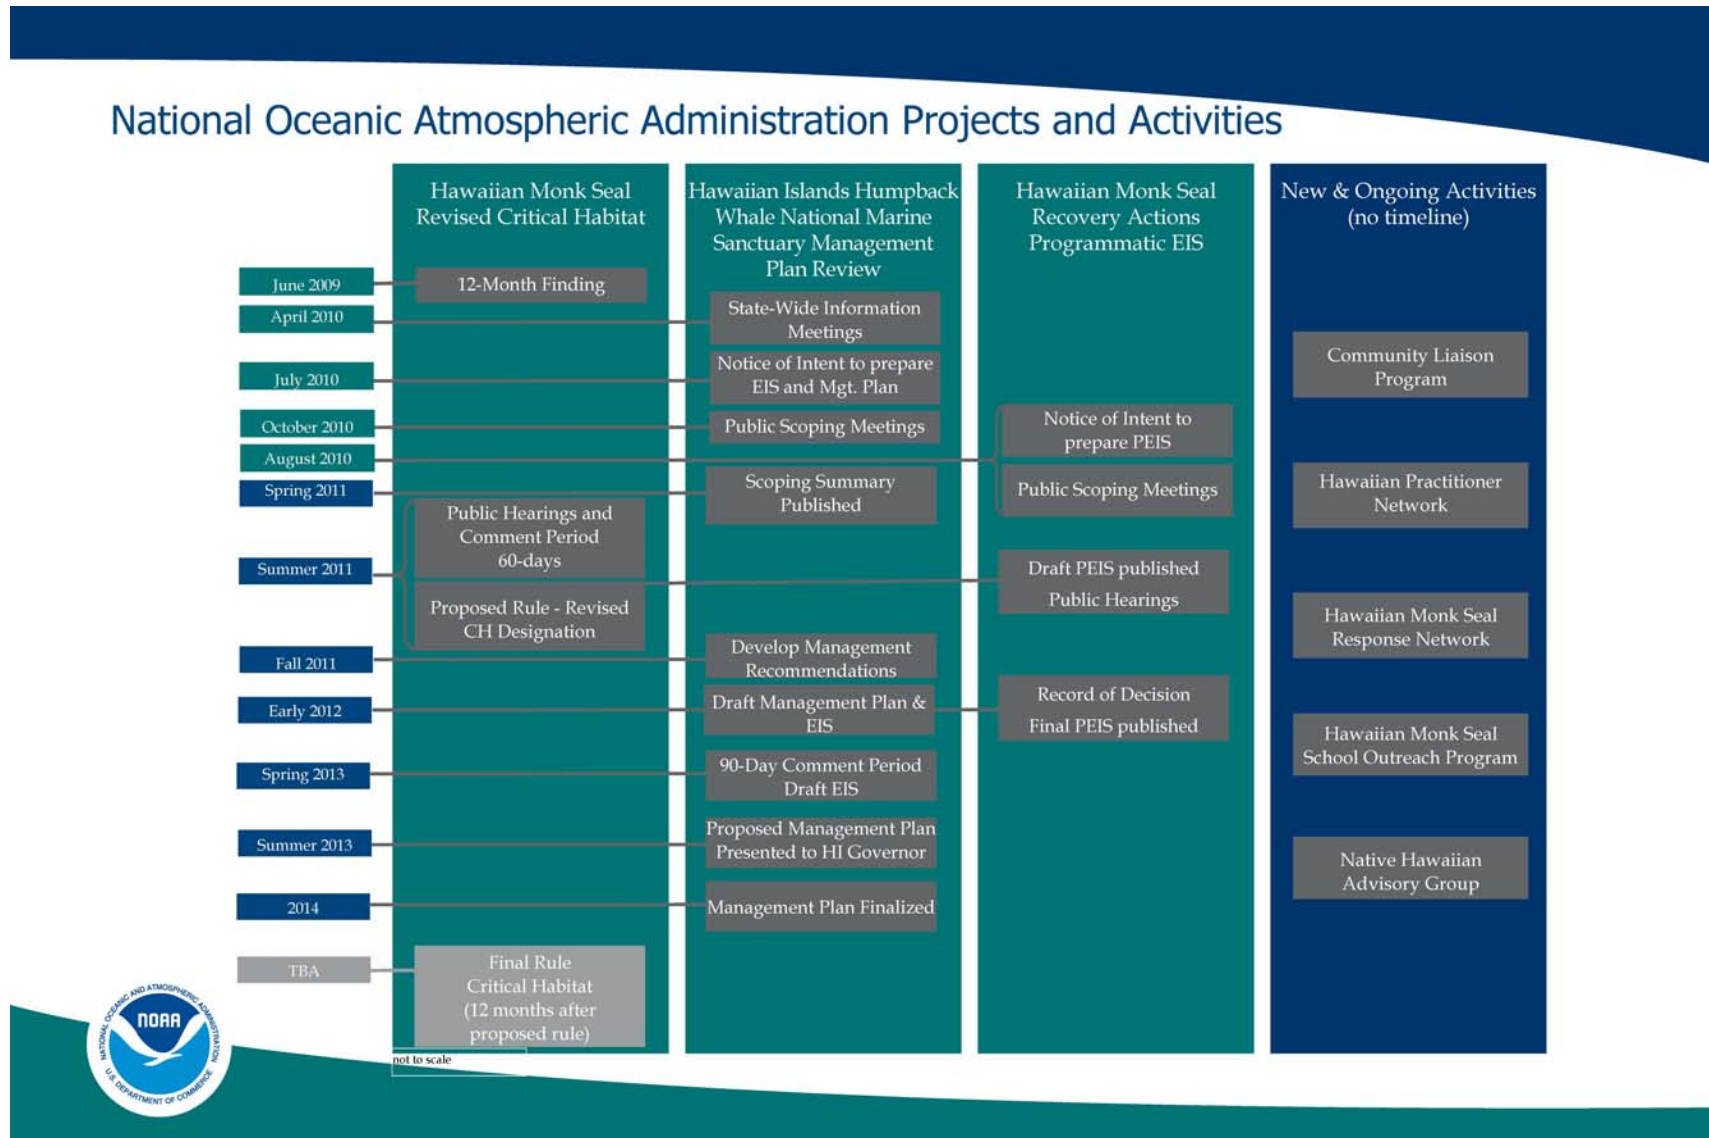 National Oceanic Atmospheric Administration Projects and Activities
Hawaiian Monk Seal
Revised Critical Habitat
Hawaiian Islands Humpback
Whale National Marine
Sanctuary Management
Plan Review
Hawaiian Monk Seal
Recovery Actions
Programmatic EIS
New & Ongoing Activities
(no timeline)
June 2009
12-Month Finding
April 2010
State-Wide Information
Meetings
July 2010
Notice of Intent to prepare
EIS and Mgt. Plan
October 2010
Public Scoping Meetings
August 2010
Notice of Intent to
prepare PEIS
Public Scoping Meetings
Spring 2011
Scoping Summary
Published
Summer 2011
Public Hearings and
Comment Period
60-days
Proposed Rule - Revised
CH Designation
Draft PEIS published
Public Hearings
Fall 2011
Develop Management
Recommendations
Early 2012
Draft Management Plan &
EIS
Record of Decision
Final PEIS published
Spring 2013
90-Day Comment Period
Draft EIS
Summer 2013
Proposed Management Plan
Presented to HI Governor
2014
Management Plan Finalized
TBA
Final Rule
Critical Habitat
(12 months after
proposed rule)
Community Liaison
Program
Hawaiian Practitioner
Network
Hawaiian Monk Seal
Response Network
Hawaiian Monk Seal
School Outreach Program
Native Hawaiian
Advisory Group
not to scale
NATIONAL OCEANIC AND ATMOSPHERIC ADMINISTRATION
NOAA
U.S. DEPARTMENT OF COMMERCE